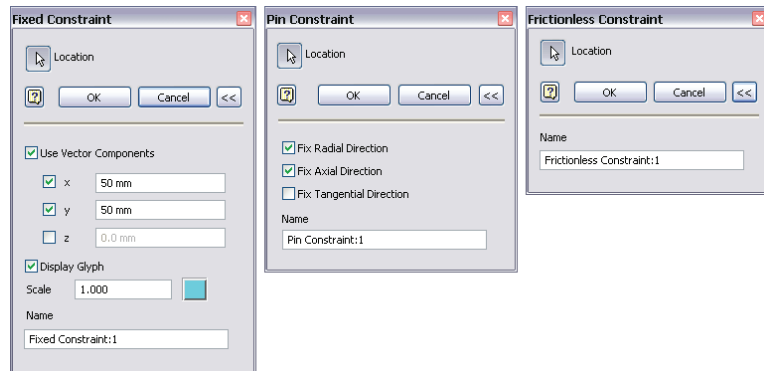 Fixed Constraint
Location
OK
Cancel
<<
Use Vector Components
x
50 mm
y
50 mm
z
0.0 mm
Display Glyph
Scale
1.000
Name
Fixed Constraint:1
Pin Constraint
Location
OK
Cancel
<<
Fix Radial Direction
Fix Axial Direction
Fix Tangential Direction
Name
Pin Constraint:1
Frictionless Constraint
Location
OK
Cancel
<<
Name
Frictionless Constraint:1